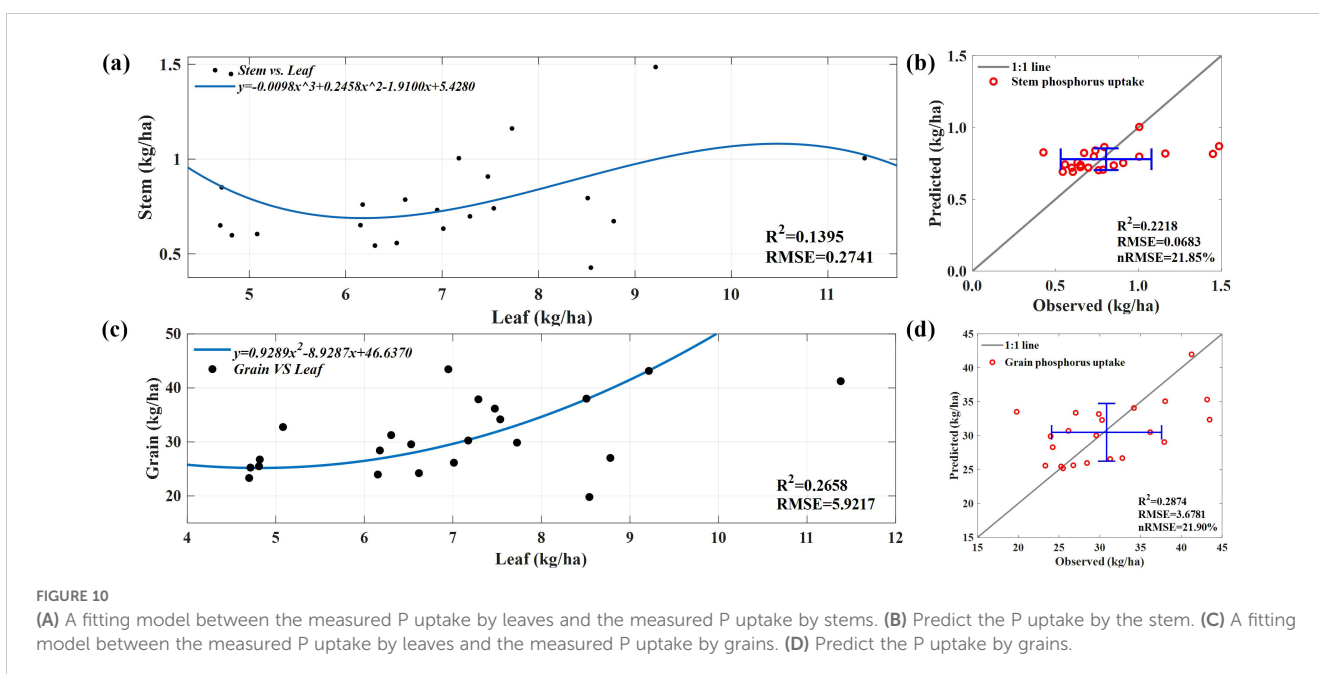 (a)
Stem vs. Leaf
y=-0.0098x^3+0.2458x^2-1.9100x+5.4280
1.5
1
0.5
Stem (kg/ha)
R²=0.1395
RMSE=0.2741
5 6 7 8 9 10 11
Leaf (kg/ha)
(b)
1:1 line
Stem phosphorus uptake
1.5
1.0
0.5
0.0
Predicted (kg/ha)
R²=0.2218
RMSE=0.0683
nRMSE=21.85%
0.0 0.5 1.0 1.5
Observed (kg/ha)
(c)
y=0.9289x²-8.9287x+46.6370
Grain VS Leaf
50
40
30
20
Grain (kg/ha)
R²=0.2658
RMSE=5.9217
4 5 6 7 8 9 10 11 12
Leaf (kg/ha)
(d)
1:1 line
Grain phosphorus uptake
45
40
35
30
25
20
15
Predicted (kg/ha)
R²=0.2874
RMSE=3.6781
nRMSE=21.90%
15 20 25 30 35 40 45
Observed (kg/ha)
FIGURE 10
(A) A fitting model between the measured P uptake by leaves and the measured P uptake by stems. (B) Predict the P uptake by the stem. (C) A fitting
model between the measured P uptake by leaves and the measured P uptake by grains. (D) Predict the P uptake by grains.